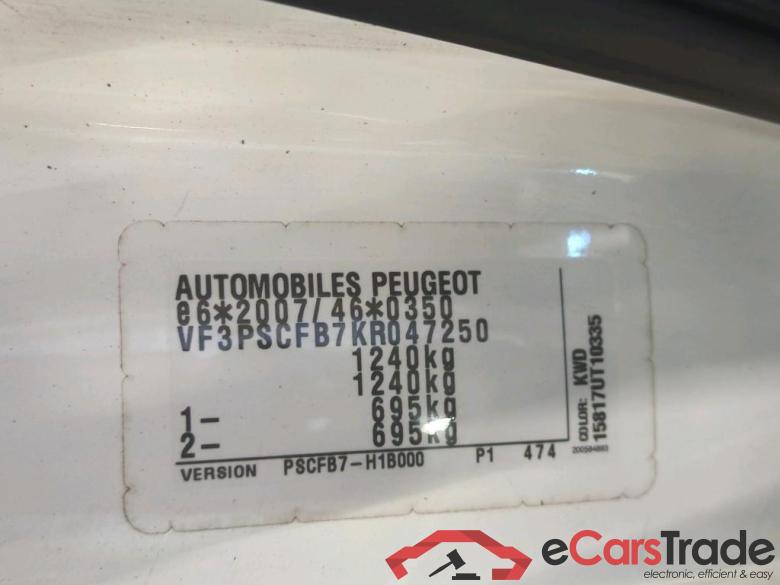 AUTOMOBILES PEUGEOT
e6*2007/46*0350
VF3PSCFB7KR047250
1240kg
1240kg
1- 695kg
2- 695kg
VERSION PSCFB7-H1B000 P1 474
COLOR: KWD
15817UT10335
eCarsTrade
electronic, efficient & easy